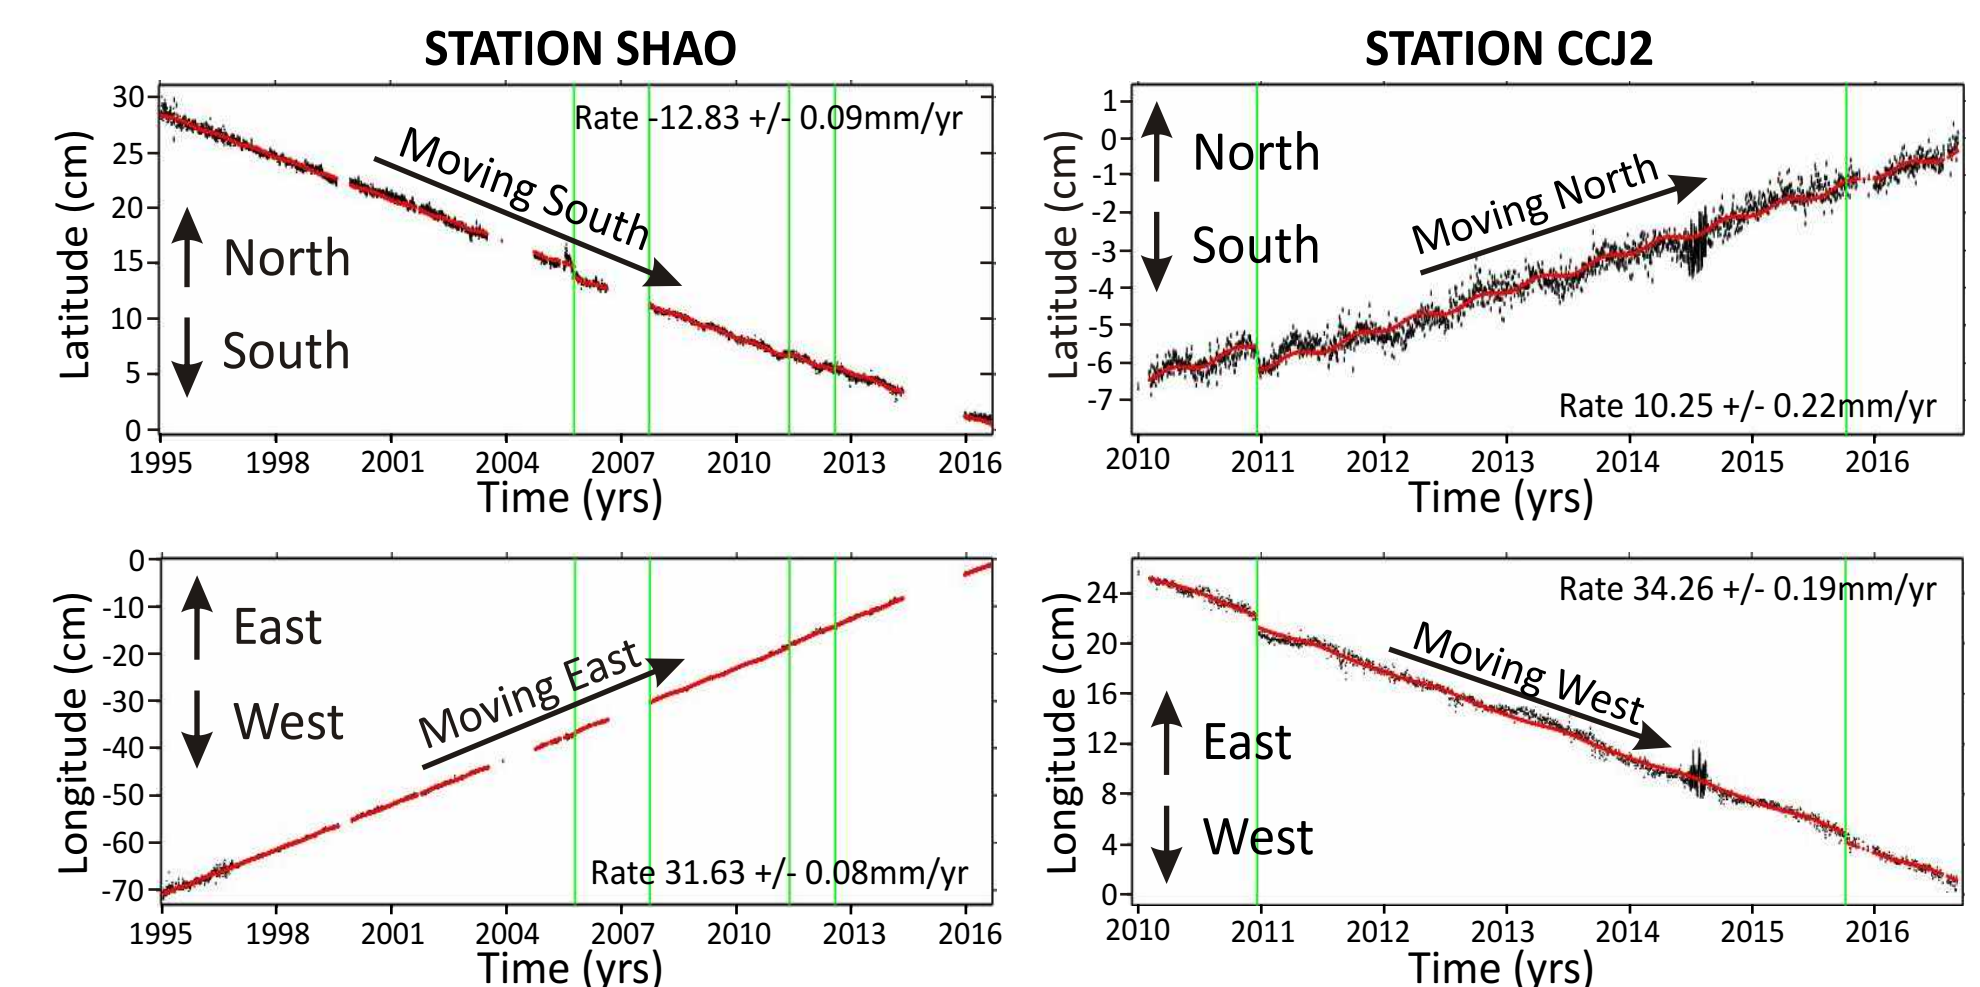 STATION SHAO
Rate -12.83 +/- 0.09mm/yr
Moving South
North
South
Latitude (cm)
30
25
20
15
10
5
0
1995 1998 2001 2004 2007 2010 2013 2016
Time (yrs)
STATION CCJ2
North
South
Moving North
Rate 10.25 +/- 0.22mm/yr
Latitude (cm)
1
0
-1
-2
-3
-4
-5
-6
-7
2010 2011 2012 2013 2014 2015 2016
Time (yrs)
East
West
Moving East
Rate 31.63 +/- 0.08mm/yr
Longitude (cm)
0
-10
-20
-30
-40
-50
-60
-70
1995 1998 2001 2004 2007 2010 2013 2016
Time (yrs)
Rate 34.26 +/- 0.19mm/yr
Moving West
East
West
Longitude (cm)
24
20
16
12
8
4
0
2010 2011 2012 2013 2014 2015 2016
Time (yrs)